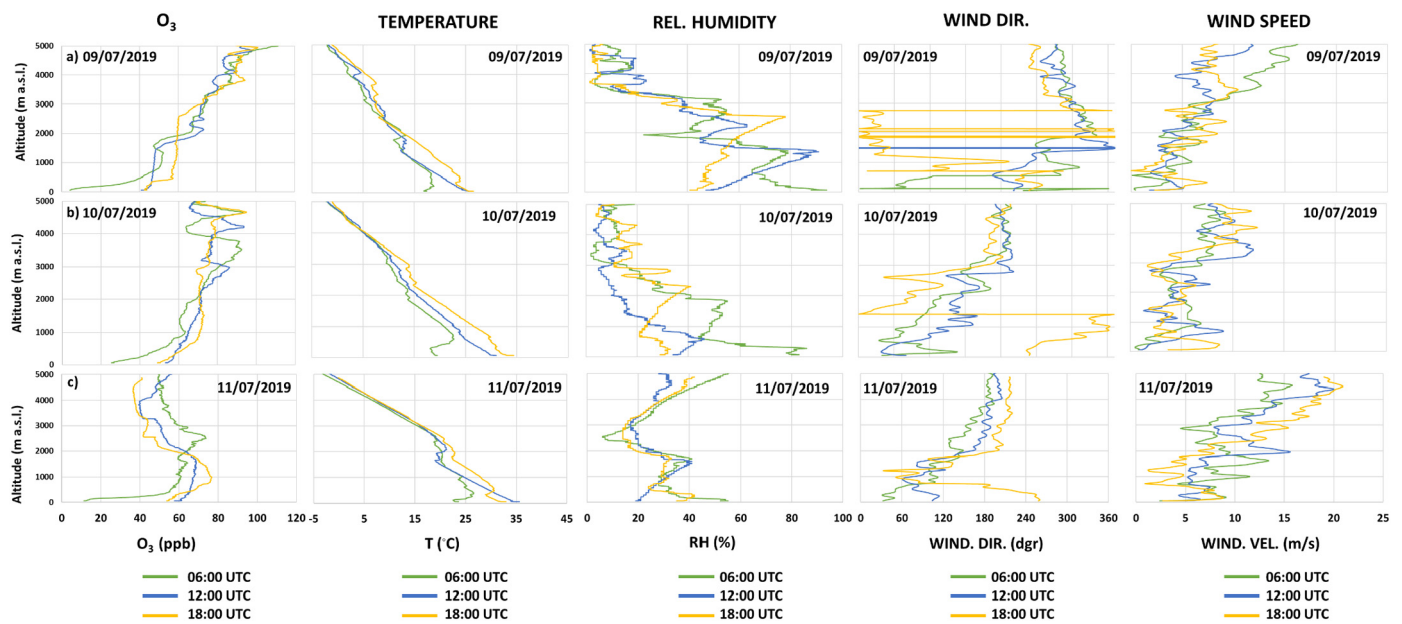 O3 TEMPERATURE REL. HUMIDITY WIND DIR. WIND SPEED
Altitude (m a.s.l.)
5000
4000
3000
2000
1000
0
a) 09/07/2019 09/07/2019 09/07/2019 09/07/2019 09/07/2019
Altitude (m a.s.l.)
5000
4000
3000
2000
1000
0
b) 10/07/2019 10/07/2019 10/07/2019 10/07/2019 10/07/2019
Altitude (m a.s.l.)
5000
4000
3000
2000
1000
0
c) 11/07/2019 11/07/2019 11/07/2019 11/07/2019 11/07/2019
0 20 40 60 80 100 120 -5 5 15 25 35 45 0 20 40 60 80 100 0 60 120 180 240 300 360 0 5 10 15 20 25
O3 (ppb) T (°C) RH (%) WIND. DIR. (dgr) WIND. VEL. (m/s)
06:00 UTC 06:00 UTC 06:00 UTC 06:00 UTC 06:00 UTC
12:00 UTC 12:00 UTC 12:00 UTC 12:00 UTC 12:00 UTC
18:00 UTC 18:00 UTC 18:00 UTC 18:00 UTC 18:00 UTC